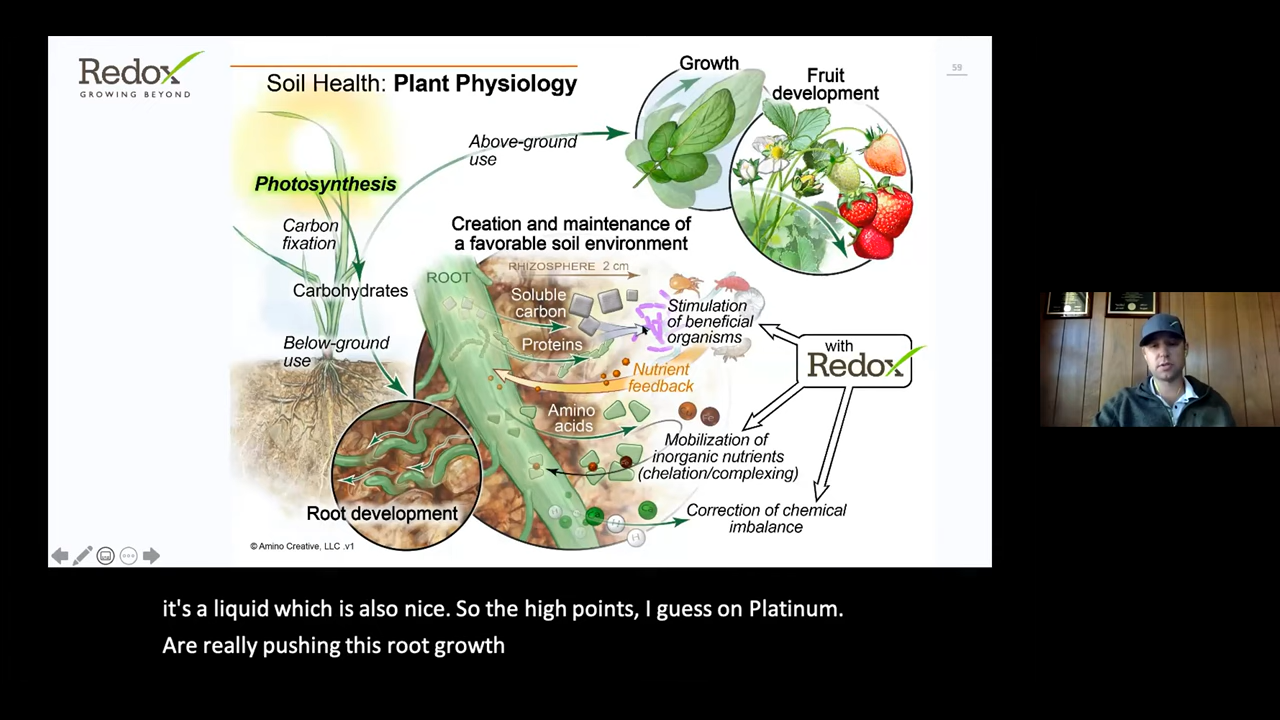 Redox
GROWING BEYOND
Soil Health: Plant Physiology
59
Growth
Fruit
development
Above-ground
use
Photosynthesis
Carbon
fixation
Carbohydrates
Below-ground
use
Root development
© Amino Creative, LLC .v1
Creation and maintenance of
a favorable soil environment
RHIZOSPHERE 2 cm
ROOT
Soluble
carbon
Proteins
Stimulation
of beneficial
organisms
Nutrient
feedback
Amino
acids
Mobilization of
inorganic nutrients
(chelation/complexing)
Correction of chemical
imbalance
with
Redox
it's a liquid which is also nice. So the high points, I guess on Platinum.
Are really pushing this root growth